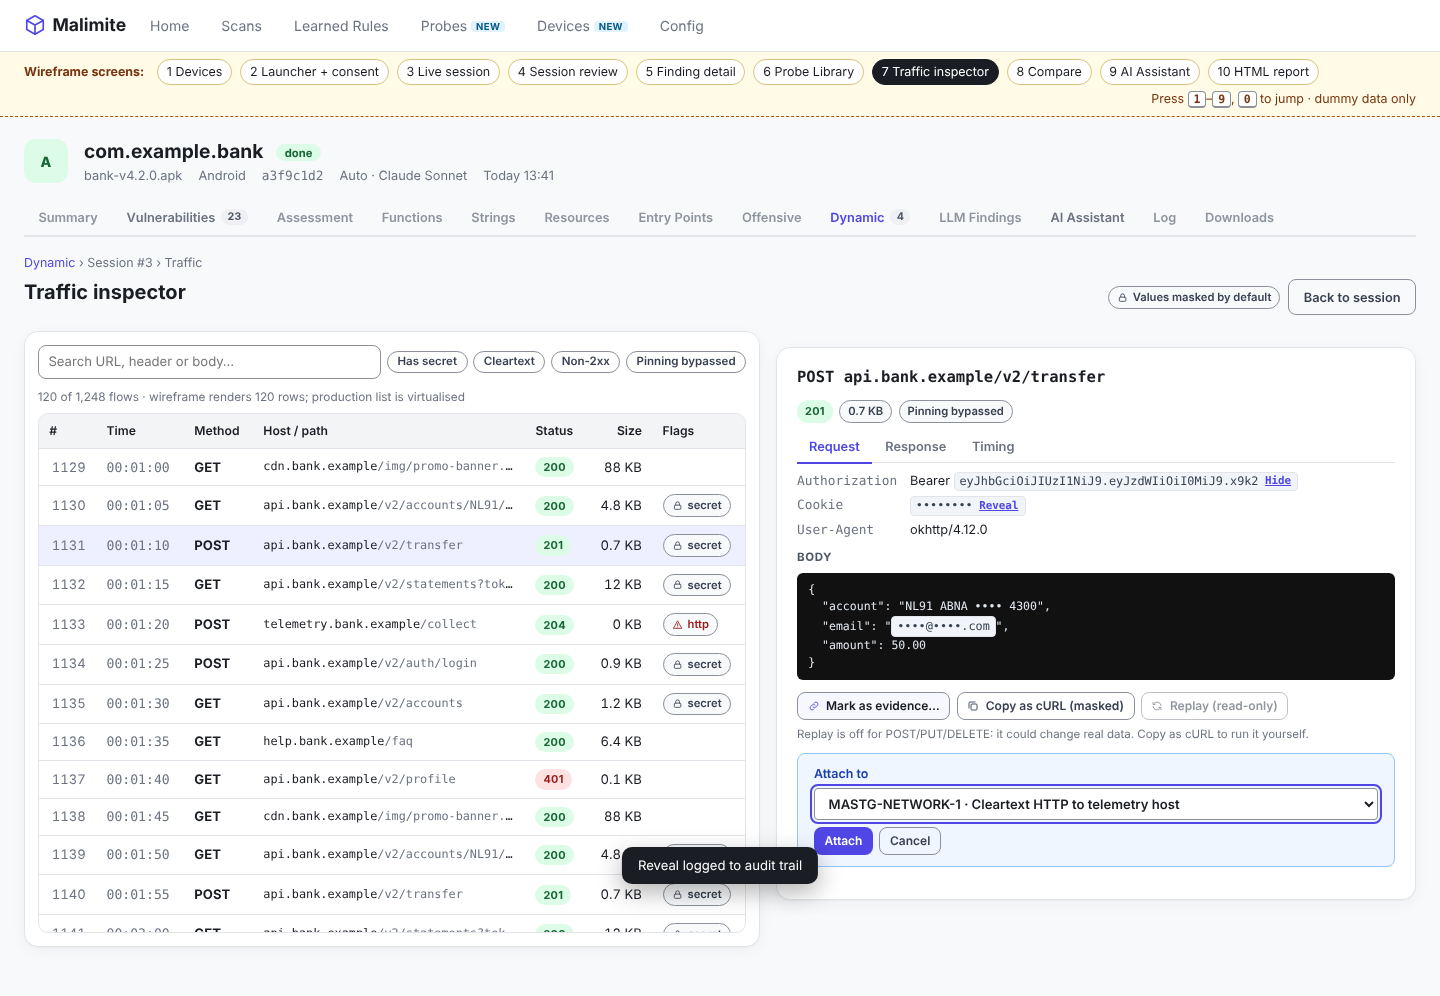 Malimite Home Scans Learned Rules Probes NEW Devices NEW Config
Wireframe screens: 1 Devices 2 Launcher + consent 3 Live session 4 Session review 5 Finding detail 6 Probe Library 7 Traffic inspector 8 Compare 9 AI Assistant 10 HTML report
Press 1–9, 0 to jump · dummy data only
A
com.example.bank done
bank-v4.2.0.apk Android a3f9c1d2 Auto · Claude Sonnet Today 13:41
Summary Vulnerabilities 23 Assessment Functions Strings Resources Entry Points Offensive Dynamic 4 LLM Findings AI Assistant Log Downloads
Dynamic › Session #3 › Traffic
Traffic inspector
Values masked by default Back to session
Search URL, header or body... Has secret Cleartext Non-2xx Pinning bypassed
120 of 1,248 flows · wireframe renders 120 rows; production list is virtualised
# Time Method Host / path Status Size Flags
1129 00:01:00 GET cdn.bank.example/img/promo-banner.… 200 88 KB
1130 00:01:05 GET api.bank.example/v2/accounts/NL91/… 200 4.8 KB secret
1131 00:01:10 POST api.bank.example/v2/transfer 201 0.7 KB secret
1132 00:01:15 GET api.bank.example/v2/statements?tok… 200 12 KB secret
1133 00:01:20 POST telemetry.bank.example/collect 204 0 KB http
1134 00:01:25 POST api.bank.example/v2/auth/login 200 0.9 KB secret
1135 00:01:30 GET api.bank.example/v2/accounts 200 1.2 KB secret
1136 00:01:35 GET help.bank.example/faq 200 6.4 KB
1137 00:01:40 GET api.bank.example/v2/profile 401 0.1 KB
1138 00:01:45 GET cdn.bank.example/img/promo-banner.… 200 88 KB
1139 00:01:50 GET api.bank.example/v2/accounts/NL91/… 200 4.8
1140 00:01:55 POST api.bank.example/v2/transfer 201 0.7 KB secret
1141 00:02:00 GET api.bank.example/v2/statements?tok… 200 12 KB secret
POST api.bank.example/v2/transfer
201 0.7 KB Pinning bypassed
Request Response Timing
Authorization Bearer eyJhbGciOiJIUzI1NiJ9.eyJzdWIiOiI0MiJ9.x9k2 Hide
Cookie •••••••• Reveal
User-Agent okhttp/4.12.0
BODY
{
"account": "NL91 ABNA •••• 4300",
"email": "••••@••••.com",
"amount": 50.00
}
Mark as evidence... Copy as cURL (masked) Replay (read-only)
Replay is off for POST/PUT/DELETE: it could change real data. Copy as cURL to run it yourself.
Attach to
MASTG-NETWORK-1 · Cleartext HTTP to telemetry host
Attach Cancel
Reveal logged to audit trail